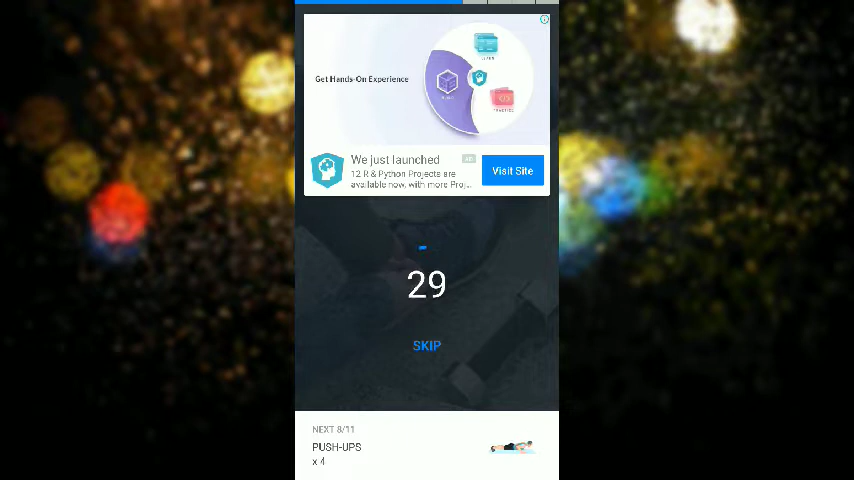 Get Hands-On Experience
We just launched
AD
12 R & Python Projects are
available now, with more Proj...
Visit Site
29
SKIP
NEXT 8/11
PUSH-UPS
x 4